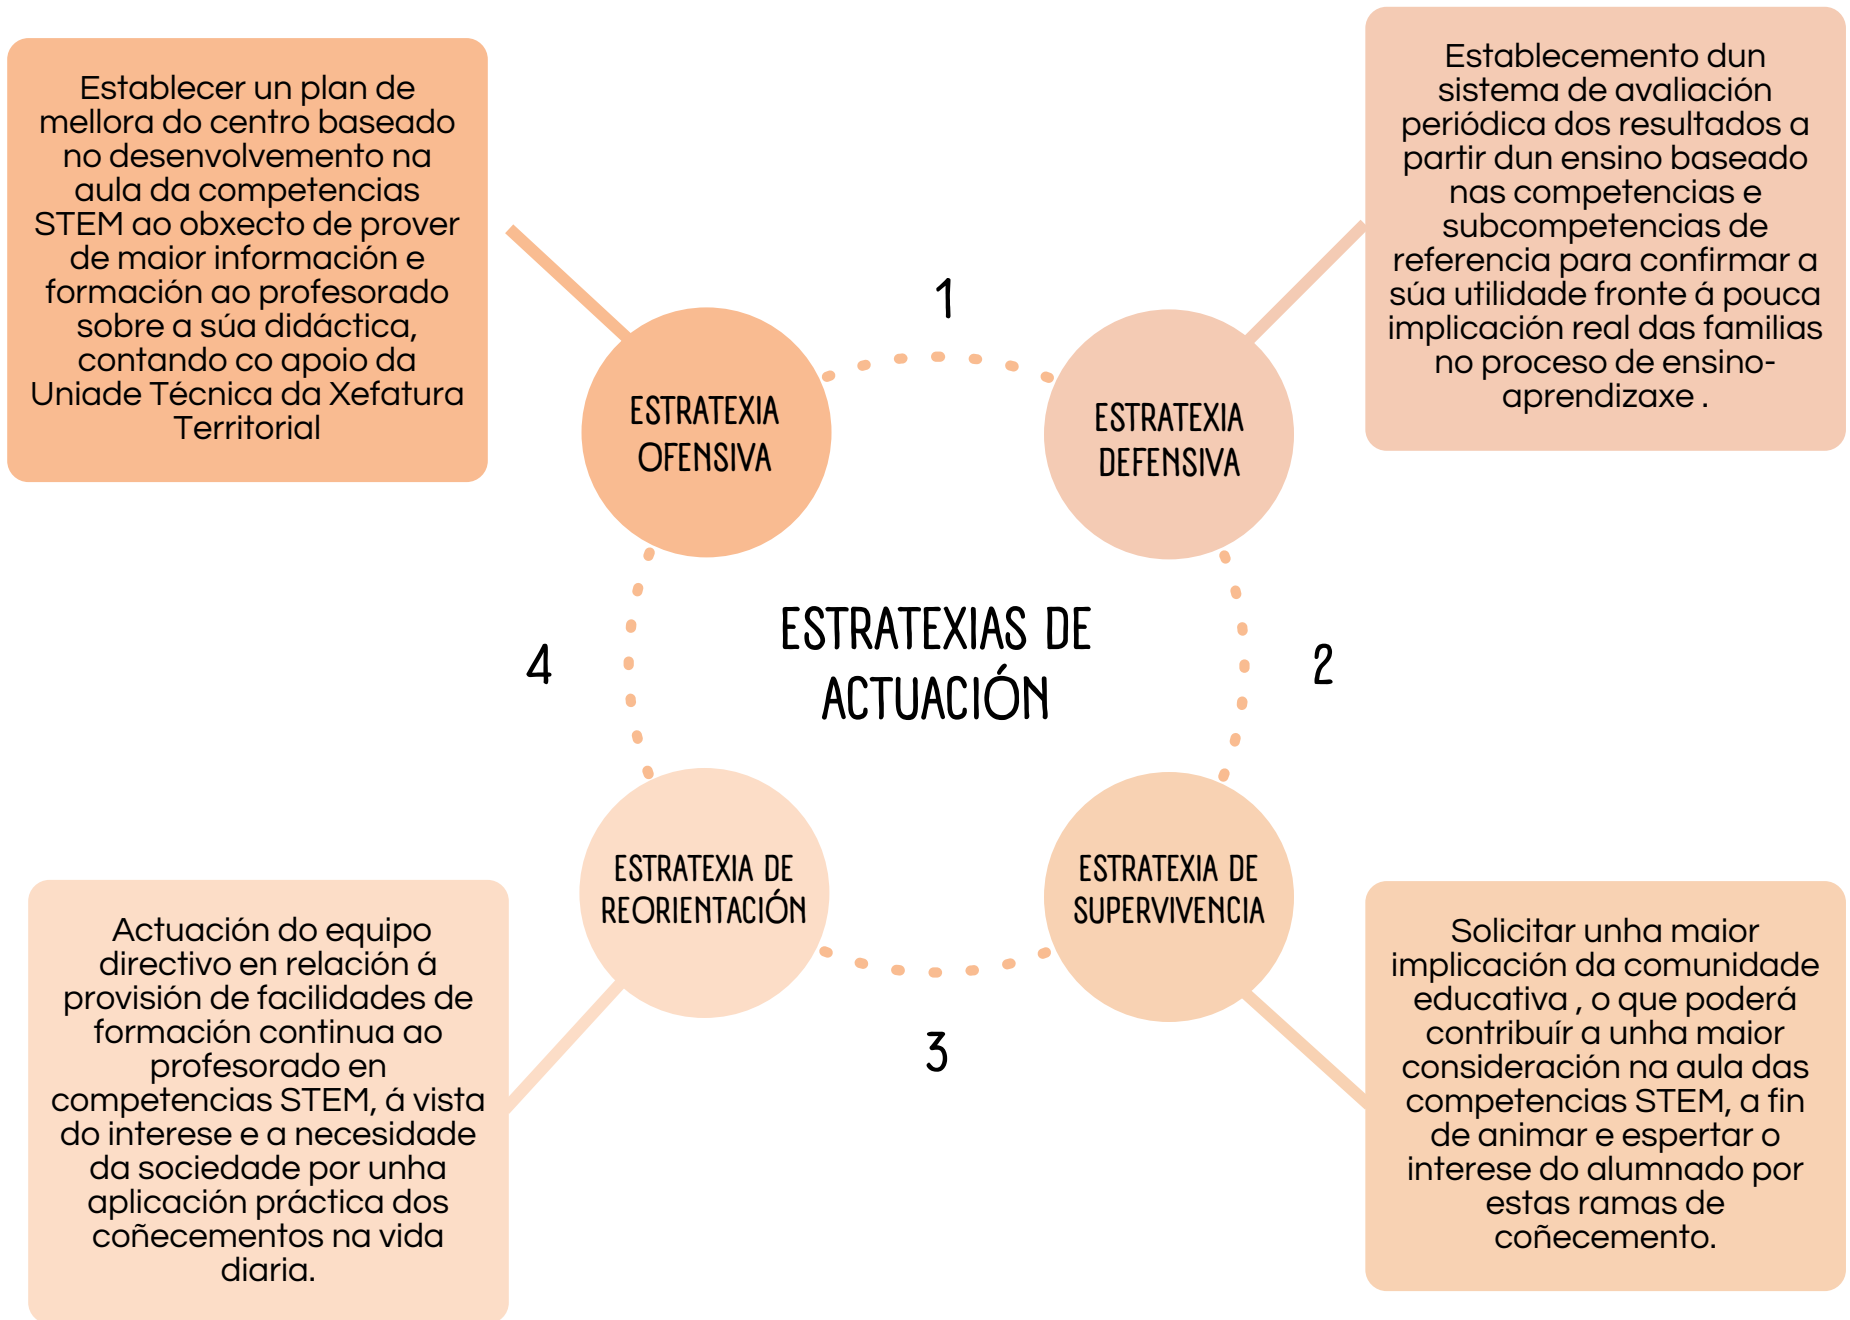 Establecer un plan de
mellora do centro baseado
no desenvolvemento na
aula da competencias
STEM ao obxecto de prover
de maior información e
formación ao profesorado
sobre a súa didáctica,
contando co apoio da
Uniade Técnica da Xefatura
Territorial
Establecemento dun
sistema de avaliación
periódica dos resultados a
partir dun ensino baseado
nas competencias e
subcompetencias de
referencia para confirmar a
súa utilidade fronte á pouca
implicación real das familias
no proceso de ensino-
aprendizaxe .
1
ESTRATEXIA
OFENSIVA
ESTRATEXIA
DEFENSIVA
ESTRATEXIAS DE
ACTUACIÓN
4
2
ESTRATEXIA DE
REORIENTACIÓN
ESTRATEXIA DE
SUPERVIVENCIA
3
Actuación do equipo
directivo en relación á
provisión de facilidades de
formación continua ao
profesorado en
competencias STEM, á vista
do interese e a necesidade
da sociedade por unha
aplicación práctica dos
coñecementos na vida
diaria.
Solicitar unha maior
implicación da comunidade
educativa , o que poderá
contribuír a unha maior
consideración na aula das
competencias STEM, a fin
de animar e espertar o
interese do alumnado por
estas ramas de
coñecemento.